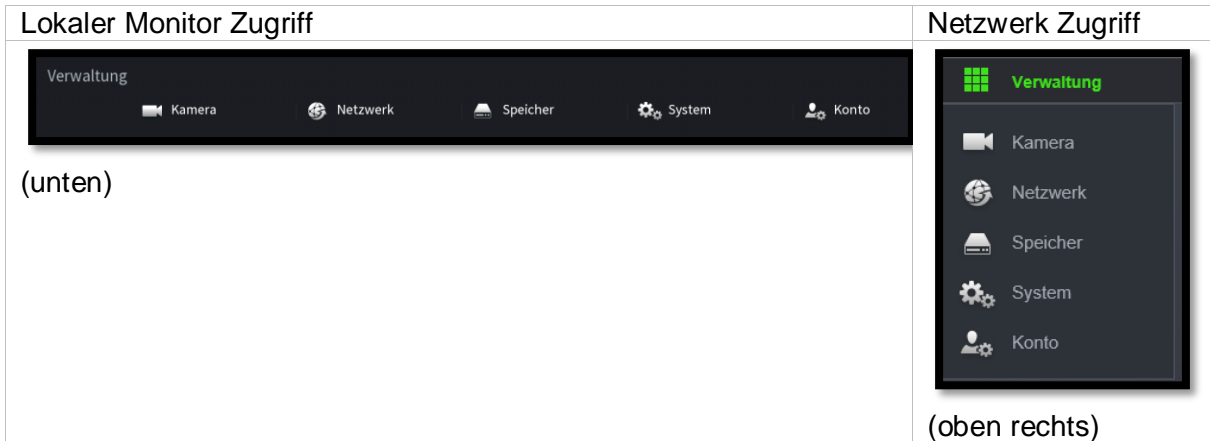 Lokaler Monitor Zugriff
Verwaltung
Kamera Netzwerk Speicher System Konto
(unten)
Netzwerk Zugriff
Verwaltung
Kamera
Netzwerk
Speicher
System
Konto
(oben rechts)